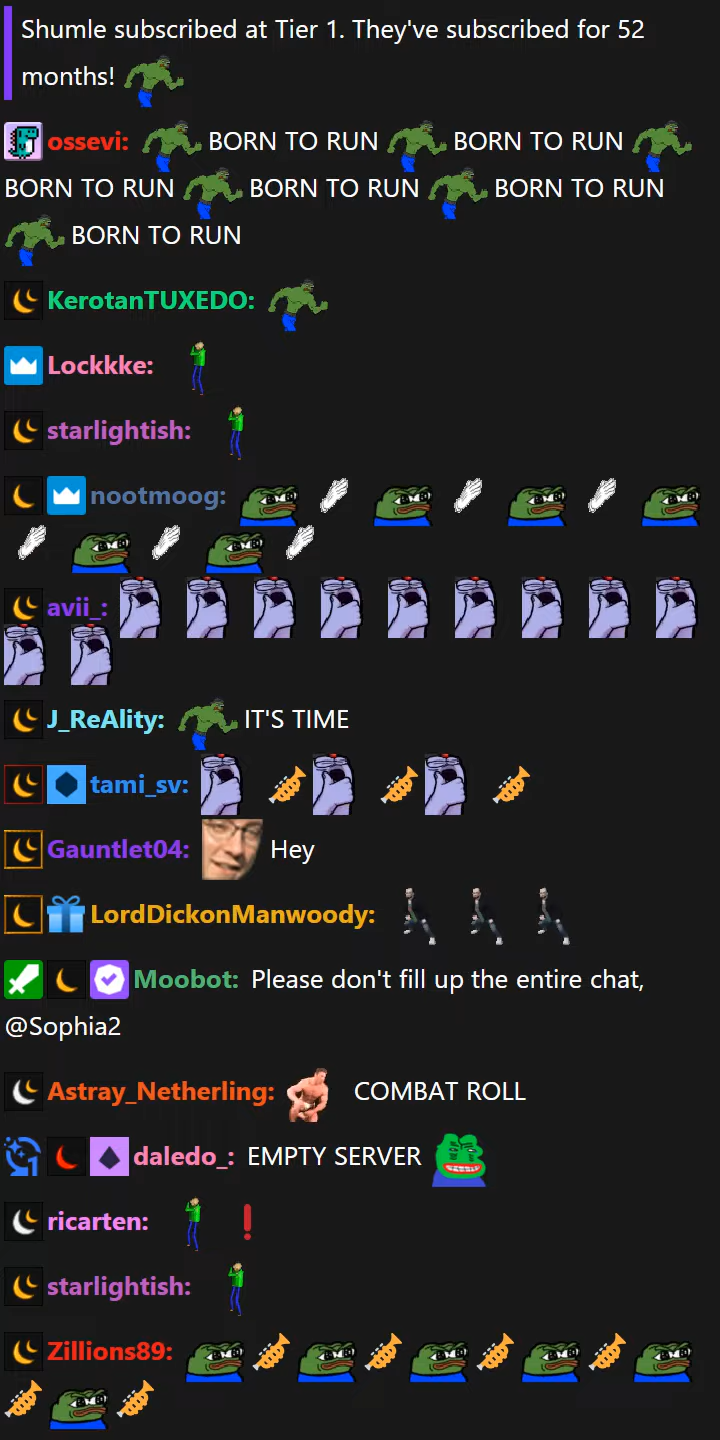 Shumle subscribed at Tier 1. They've subscribed for 52
months!
ossevi: BORN TO RUN BORN TO RUN
BORN TO RUN BORN TO RUN BORN TO RUN
BORN TO RUN
KerotanTUXEDO:
Lockkke:
starlightish:
nootmoog:
avii_:
J_ReAlity: IT'S TIME
tami_sv:
Gauntlet04: Hey
LordDickonManwoody:
Moobot: Please don't fill up the entire chat,
@Sophia2
Astray_Netherling: COMBAT ROLL
daledo_: EMPTY SERVER
ricarten: ❗
starlightish:
Zillions89: